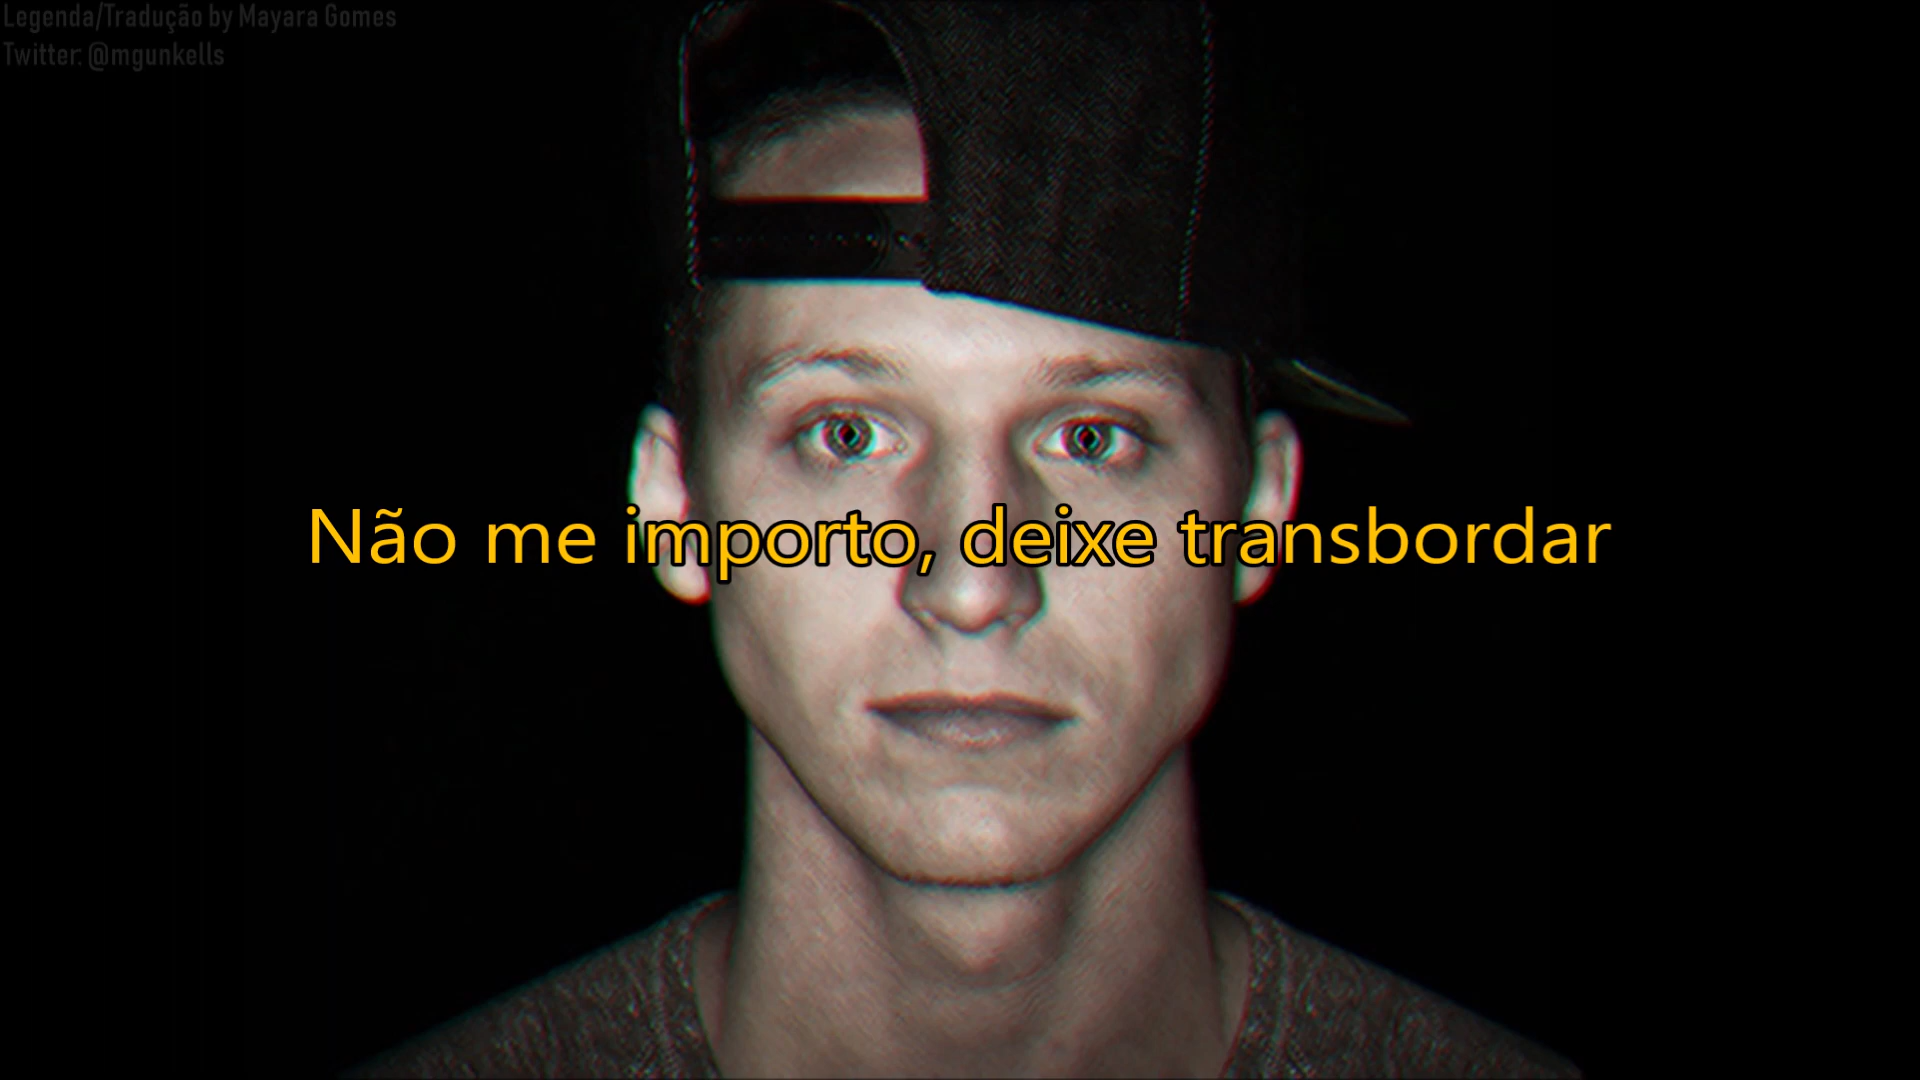 Legenda/Tradução by Mayara Gomes
Twitter: @mgunkells
Não me importo, deixe transbordar